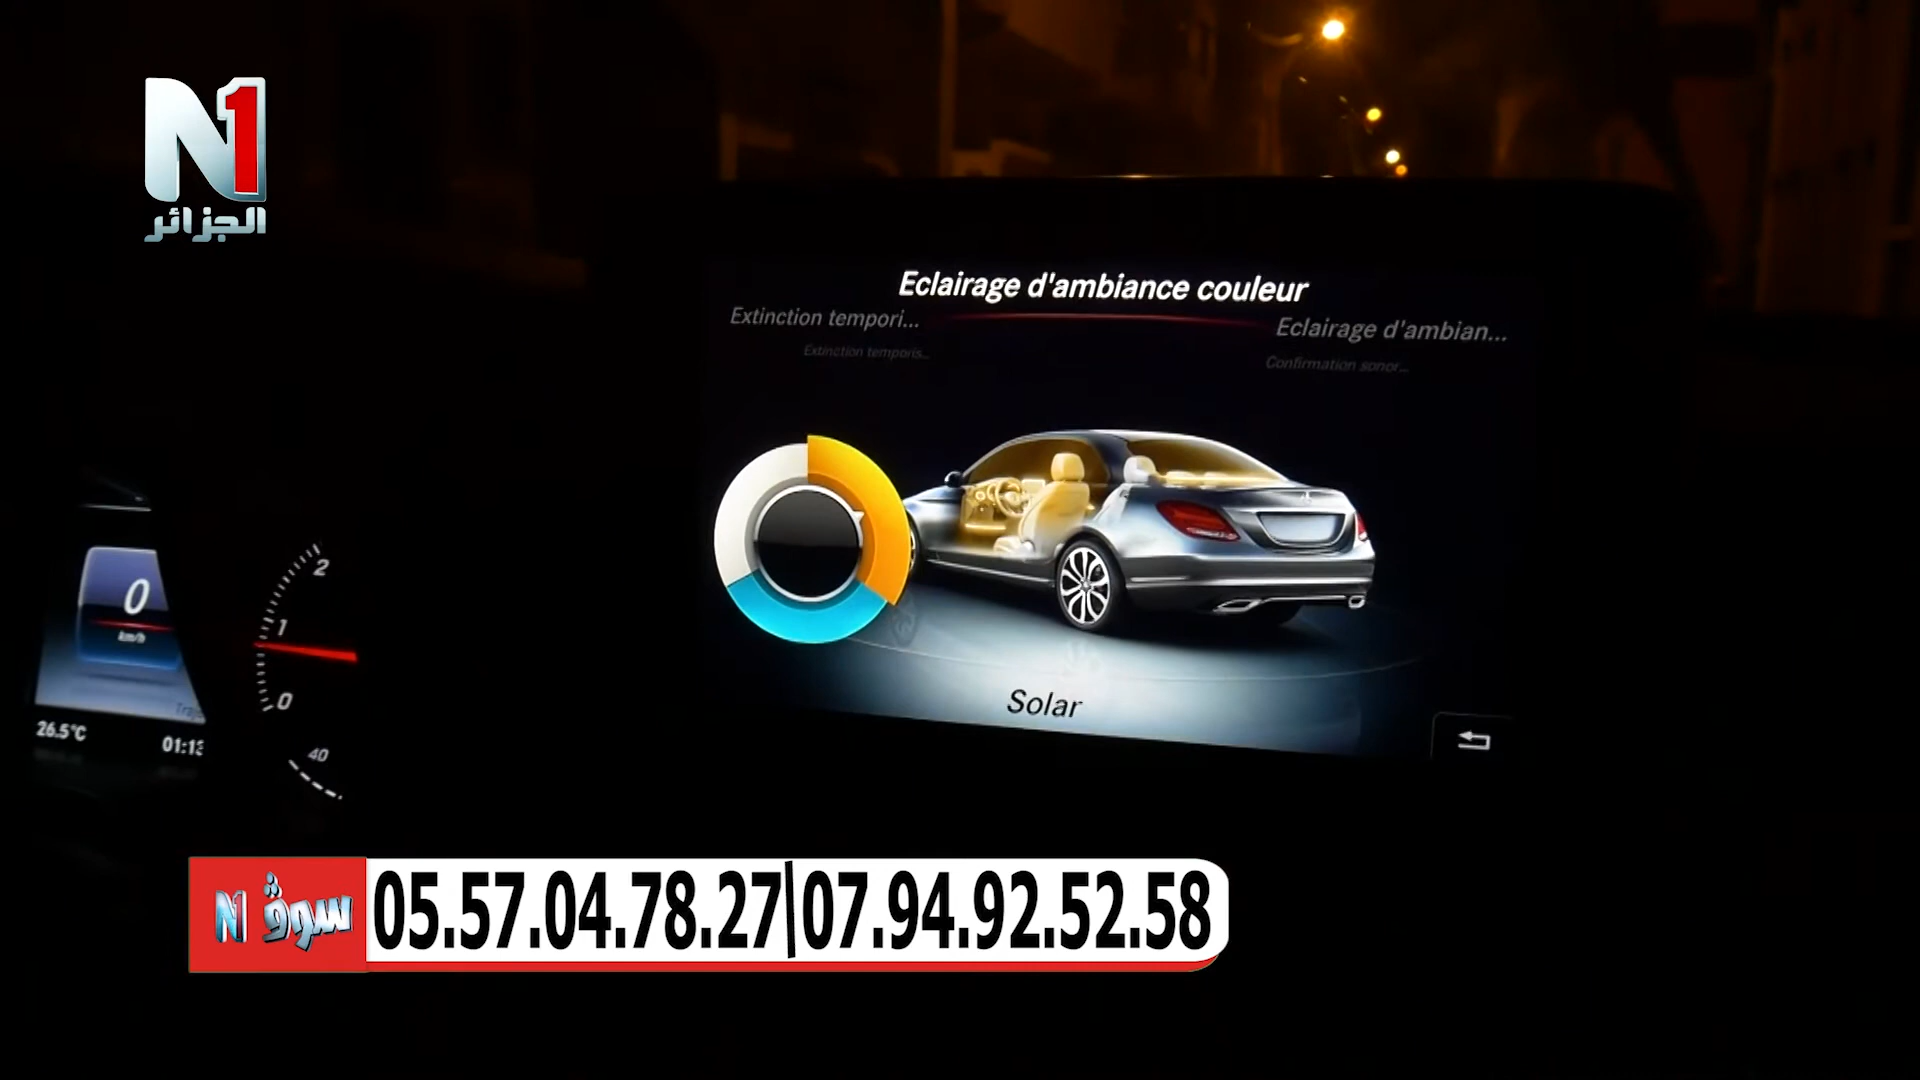 N1
الجزائر
Eclairage d'ambiance couleur
Extinction tempori...
Eclairage d'ambian...
Extinction temporis...
Confirmation sonor...
2
0
km/h
1
0
Solar
26.5°C
01:13
40
سوڨ N1
05.57.04.78.27|07.94.92.52.58